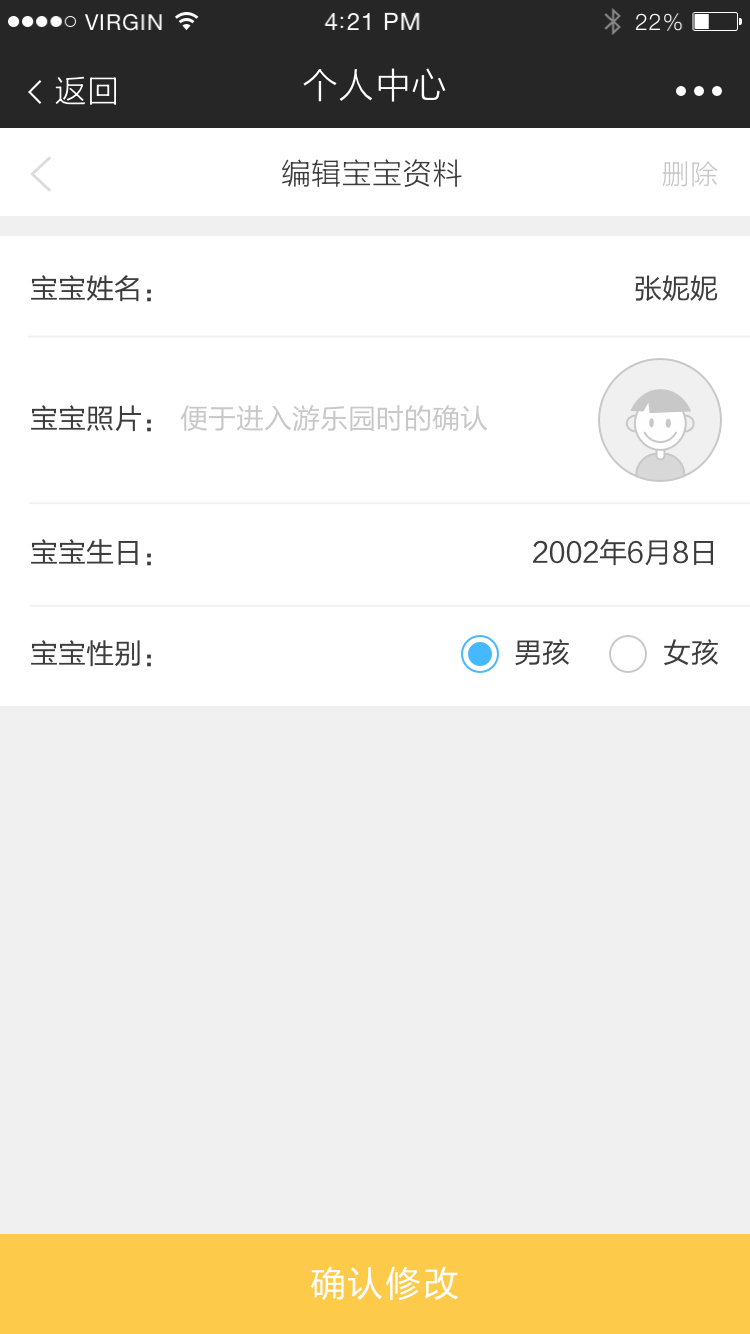 VIRGIN 4:21 PM 22%
返回 个人中心
编辑宝宝资料 删除
宝宝姓名： 张妮妮
宝宝照片： 便于进入游乐园时的确认
宝宝生日： 2002年6月8日
宝宝性别： 男孩 女孩
确认修改